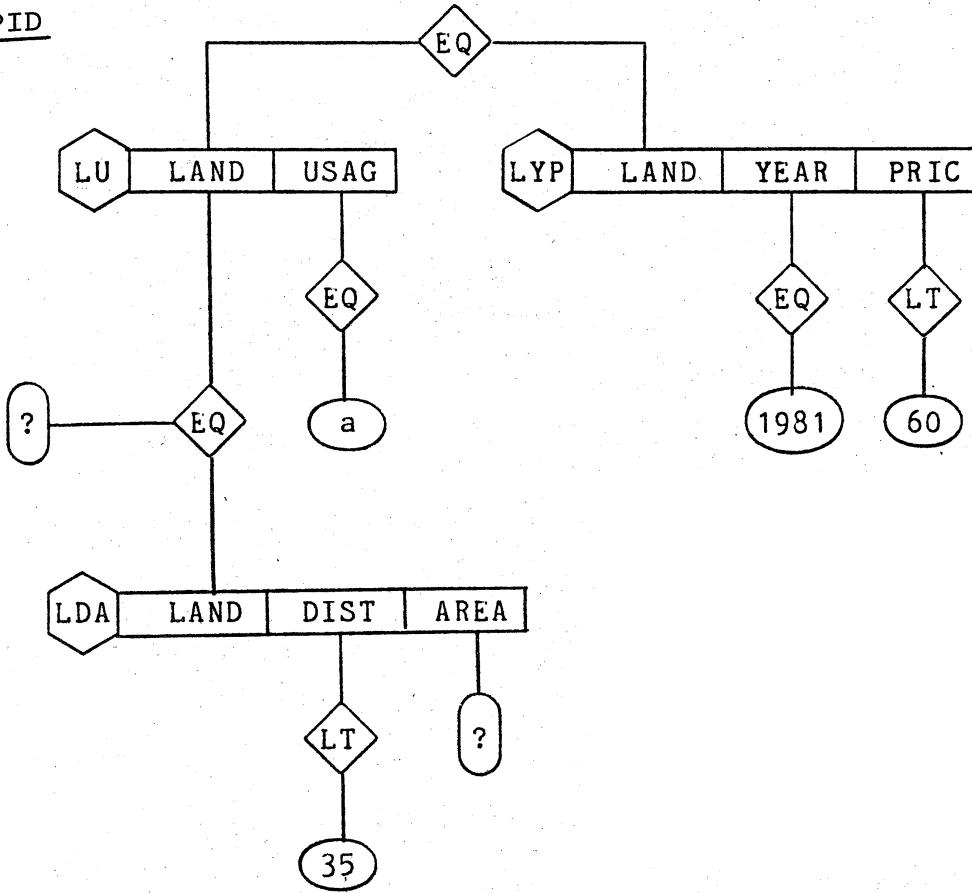 PID
EQ
LU LAND USAG LYP LAND YEAR PRIC
EQ EQ LT
? EQ a 1981 60
LDA LAND DIST AREA
LT ?
35